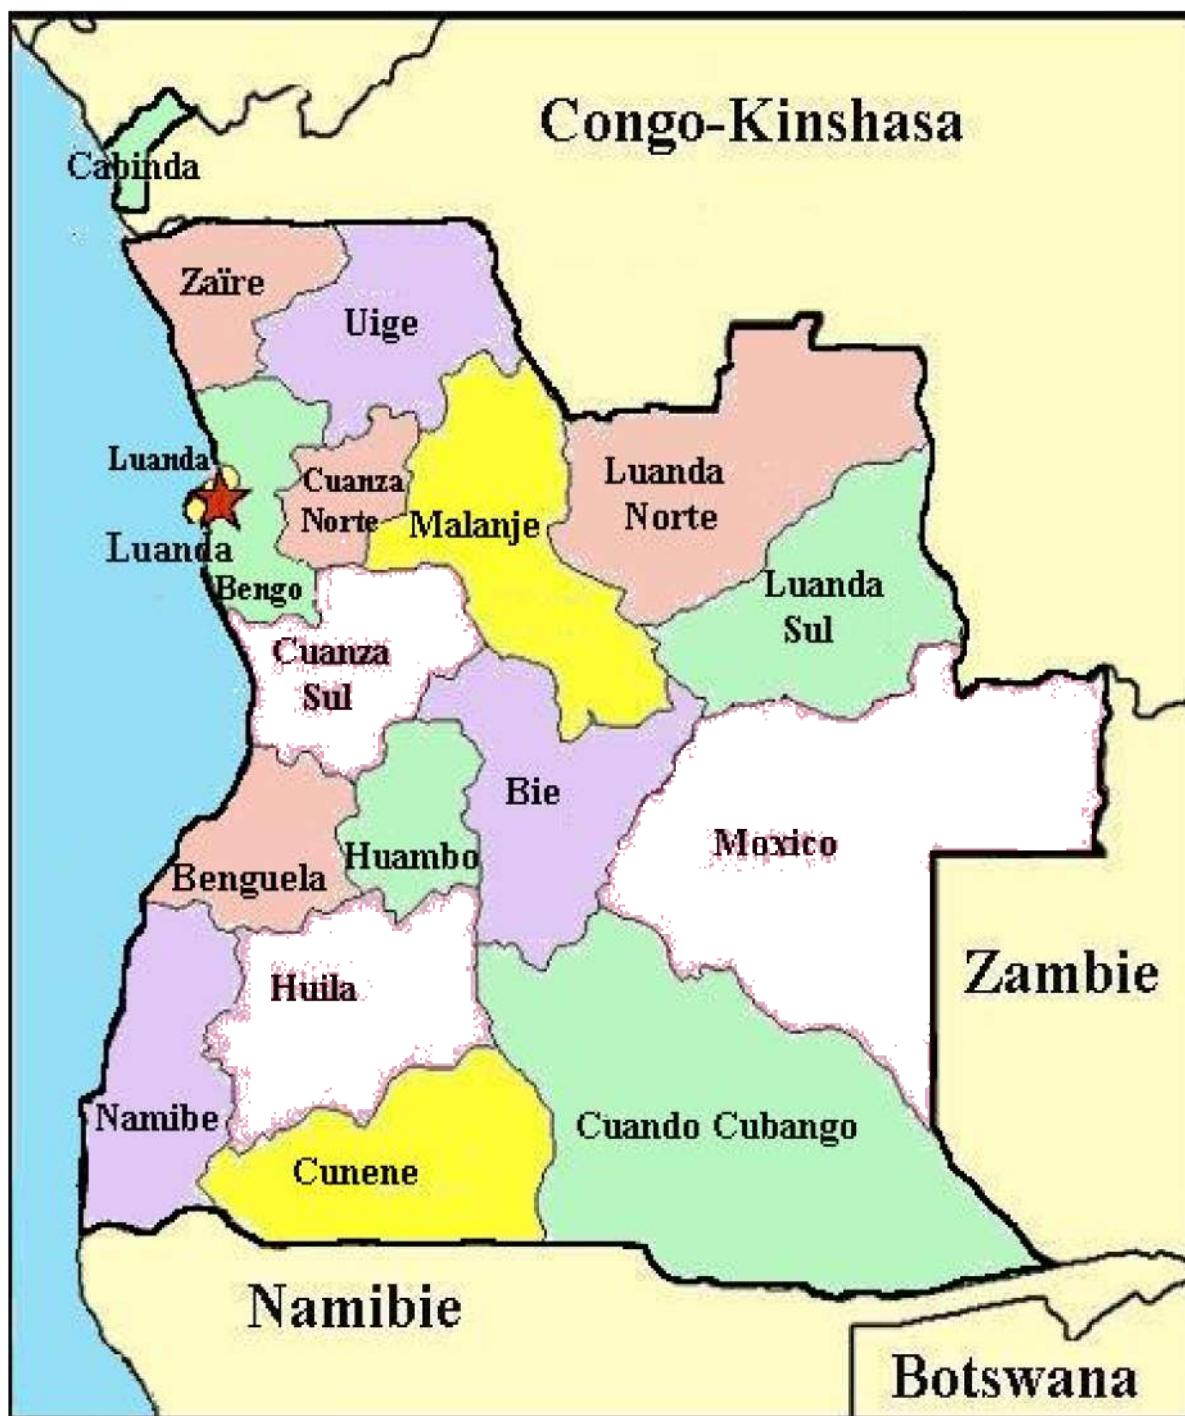 Congo-Kinshasa
Cabinda
Zaïre
Uige
Luanda
Luanda
Cuanza
Norte
Malanje
Luanda
Norte
Luanda
Sul
Bengo
Cuanza
Sul
Bie
Moxico
Huambo
Benguela
Huila
Zambie
Namibe
Cuando Cubango
Cunene
Namibie
Botswana